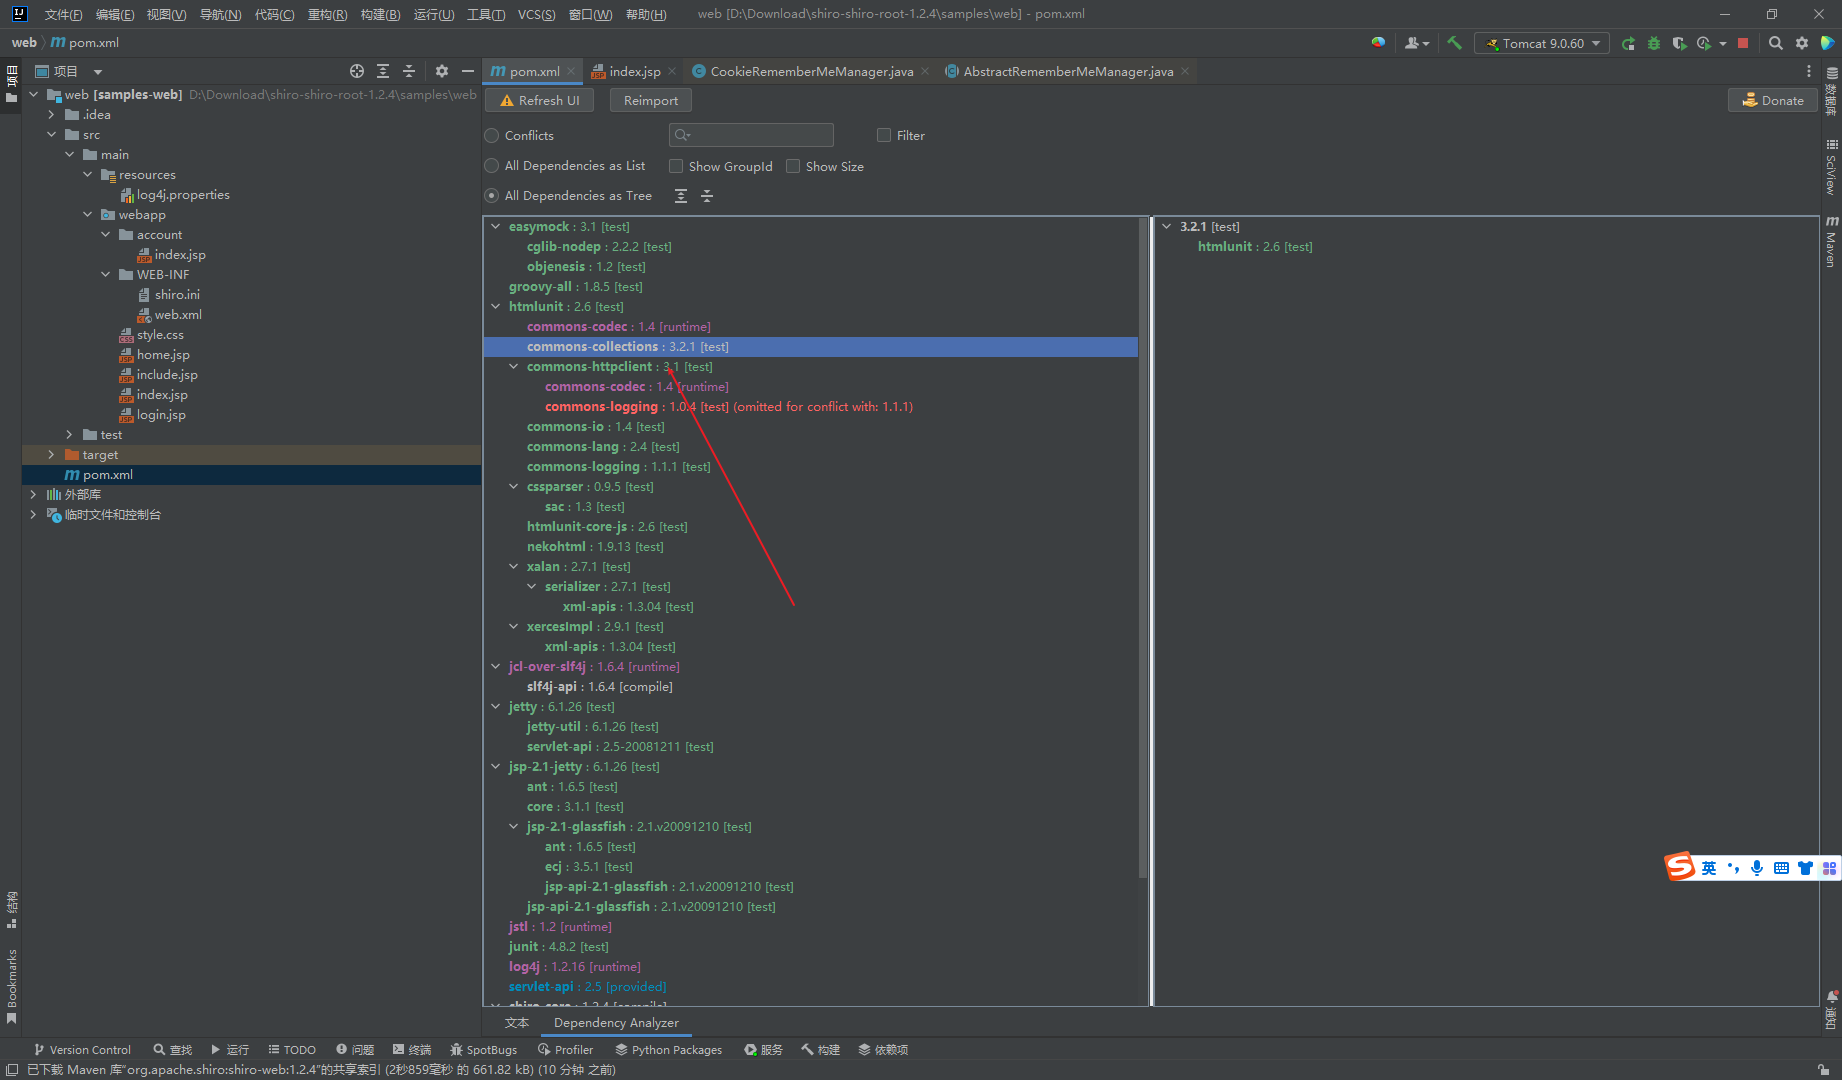 文件(F) 编辑(E) 视图(V) 导航(N) 代码(C) 重构(R) 构建(B) 运行(U) 工具(T) VCS(S) 窗口(W) 帮助(H) web [D:\Download\shiro-shiro-root-1.2.4\samples\web] - pom.xml
web pom.xml
Tomcat 9.0.60
项目
项目
pom.xml index.jsp CookieRememberMeManager.java AbstractRememberMeManager.java
Refresh UI Reimport Donate
Conflicts Filter
All Dependencies as List Show GroupId Show Size
All Dependencies as Tree
web [samples-web] D:\Download\shiro-shiro-root-1.2.4\samples\web
.idea
src
main
resources
log4j.properties
webapp
account
index.jsp
WEB-INF
shiro.ini
web.xml
style.css
home.jsp
include.jsp
index.jsp
login.jsp
test
target
pom.xml
外部库
临时文件和控制台
easymock : 3.1 [test]
cglib-nodep : 2.2.2 [test]
objenesis : 1.2 [test]
groovy-all : 1.8.5 [test]
htmlunit : 2.6 [test]
commons-codec : 1.4 [runtime]
commons-collections : 3.2.1 [test]
commons-httpclient : 3.1 [test]
commons-codec : 1.4 [runtime]
commons-logging : 1.0.4 [test] (omitted for conflict with: 1.1.1)
commons-io : 1.4 [test]
commons-lang : 2.4 [test]
commons-logging : 1.1.1 [test]
cssparser : 0.9.5 [test]
sac : 1.3 [test]
htmlunit-core-js : 2.6 [test]
nekohtml : 1.9.13 [test]
xalan : 2.7.1 [test]
serializer : 2.7.1 [test]
xml-apis : 1.3.04 [test]
xercesImpl : 2.9.1 [test]
xml-apis : 1.3.04 [test]
jcl-over-slf4j : 1.6.4 [runtime]
slf4j-api : 1.6.4 [compile]
jetty : 6.1.26 [test]
jetty-util : 6.1.26 [test]
servlet-api : 2.5-20081211 [test]
jsp-2.1-jetty : 6.1.26 [test]
ant : 1.6.5 [test]
core : 3.1.1 [test]
jsp-2.1-glassfish : 2.1.v20091210 [test]
ant : 1.6.5 [test]
ecj : 3.5.1 [test]
jsp-api-2.1-glassfish : 2.1.v20091210 [test]
jsp-api-2.1-glassfish : 2.1.v20091210 [test]
jstl : 1.2 [runtime]
junit : 4.8.2 [test]
log4j : 1.2.16 [runtime]
servlet-api : 2.5 [provided]
shiro-core : 1.2.4 [compile]
3.2.1 [test]
htmlunit : 2.6 [test]
数据库
SciView
Maven
通知
英
结构
Bookmarks
文本 Dependency Analyzer
Version Control 查找 运行 TODO 问题 终端 SpotBugs Profiler Python Packages 服务 构建 依赖项
已下载 Maven 库"org.apache.shiro:shiro-web:1.2.4"的共享索引 (2秒859毫秒 的 661.82 kB) (10 分钟 之前)